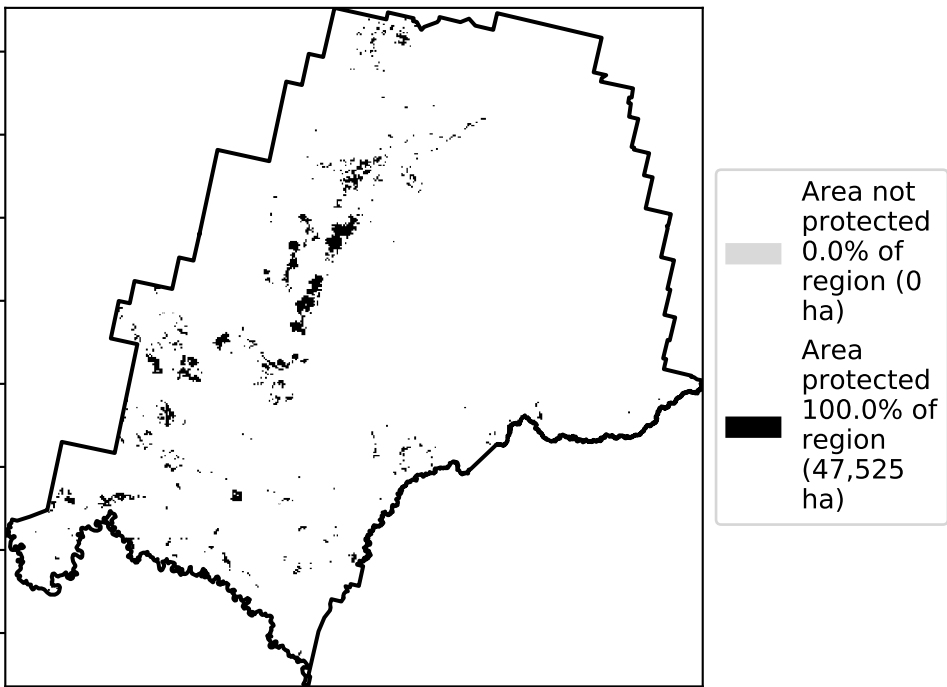 Area not
protected
0.0% of
region (0
ha)
Area
protected
100.0% of
region
(47,525
ha)